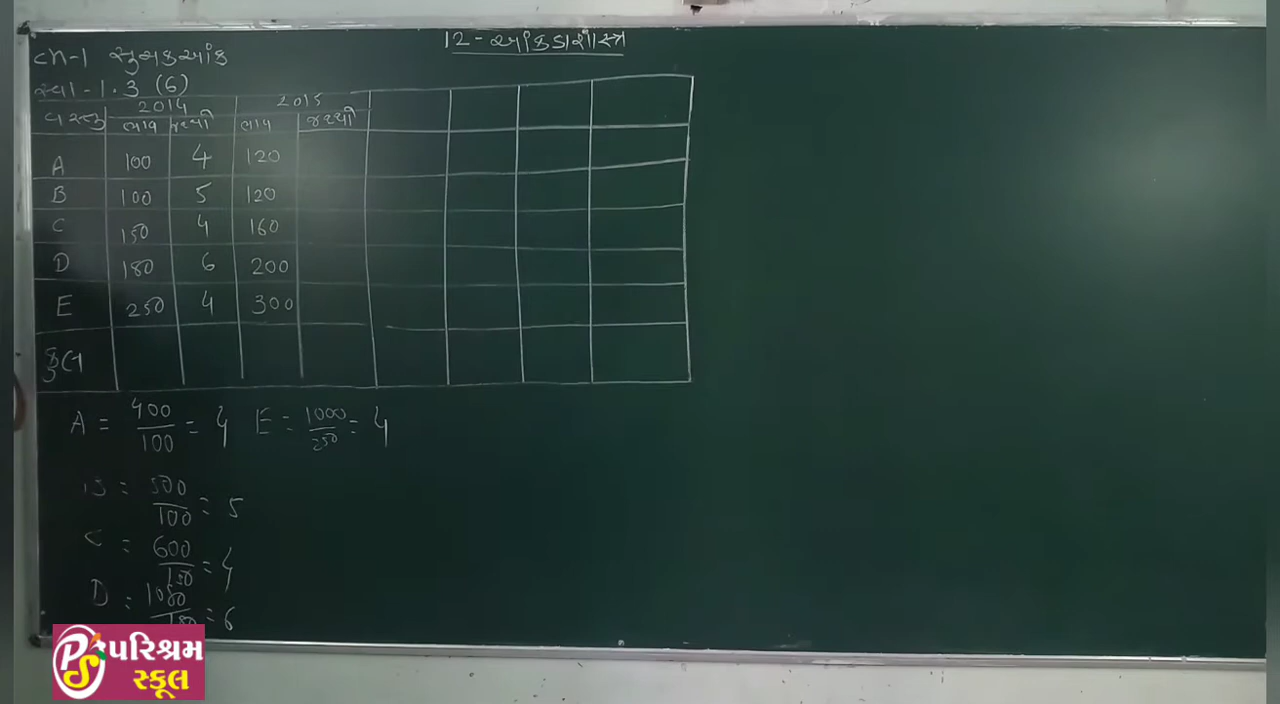 12 - આંકડાશાસ્ત્ર
ch-1 સુચકઆંક
સ્વા - 1.3 (6)
વસ્તુ 2014 2015
ભાવ જથ્થી ભાવ જથ્થી
A 100 4 120
B 100 5 120
C 150 4 160
D 180 6 200
E 250 4 300
કુલ
A = 400/100 = 4 E = 1000/250 = 4
B = 500/100 = 5
C = 600/150 = 4
D = 1080/180 = 6
પરિશ્રમ
સ્કૂલ